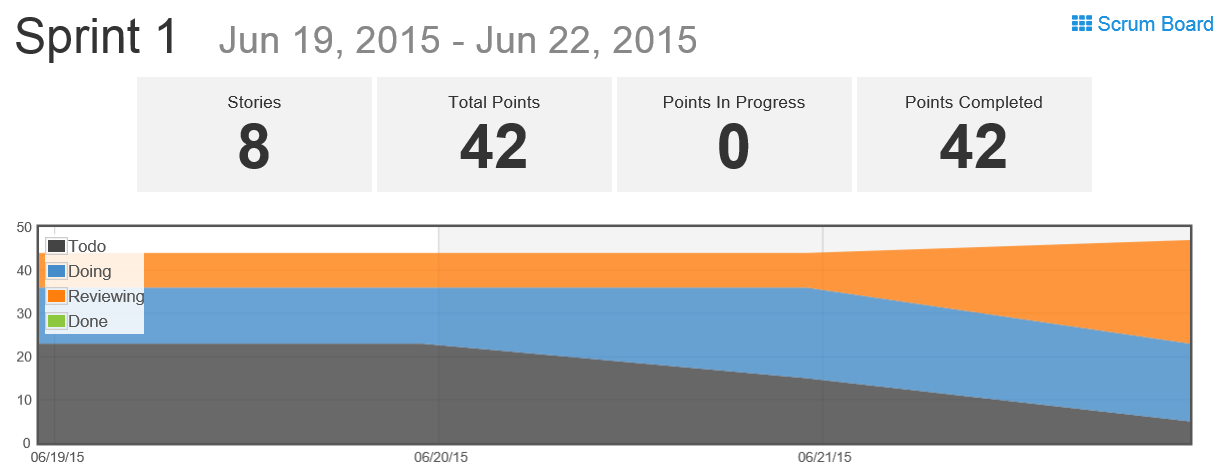 Sprint 1 Jun 19, 2015 - Jun 22, 2015
Scrum Board
Stories
8
Total Points
42
Points In Progress
0
Points Completed
42
50
40
30
20
10
0
Todo
Doing
Reviewing
Done
06/19/15
06/20/15
06/21/15